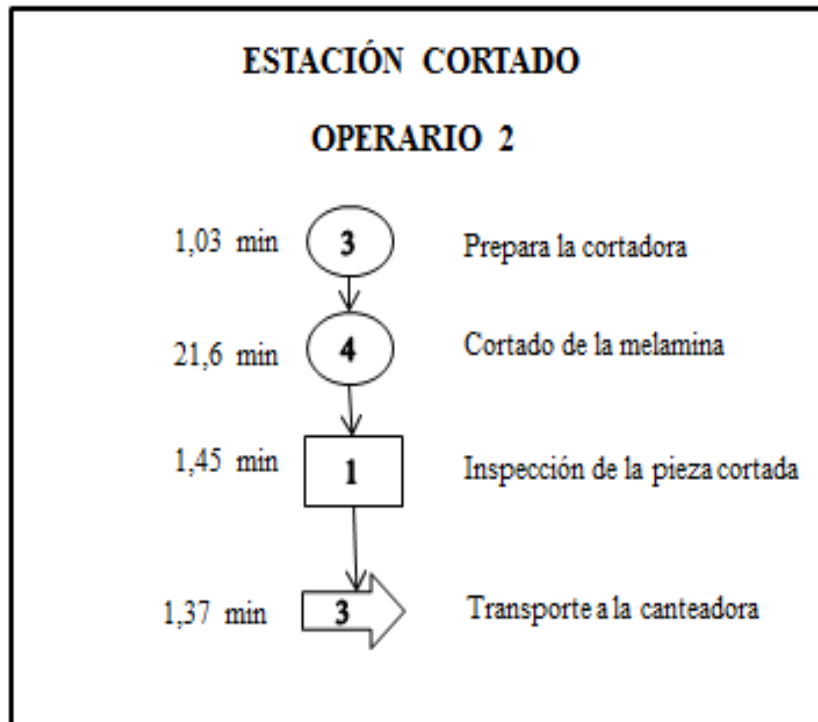 ESTACIÓN CORTADO
OPERARIO 2
1,03 min 3 Prepara la cortadora
21,6 min 4 Cortado de la melamina
1,45 min 1 Inspección de la pieza cortada
1,37 min 3 Transporte a la canteadora